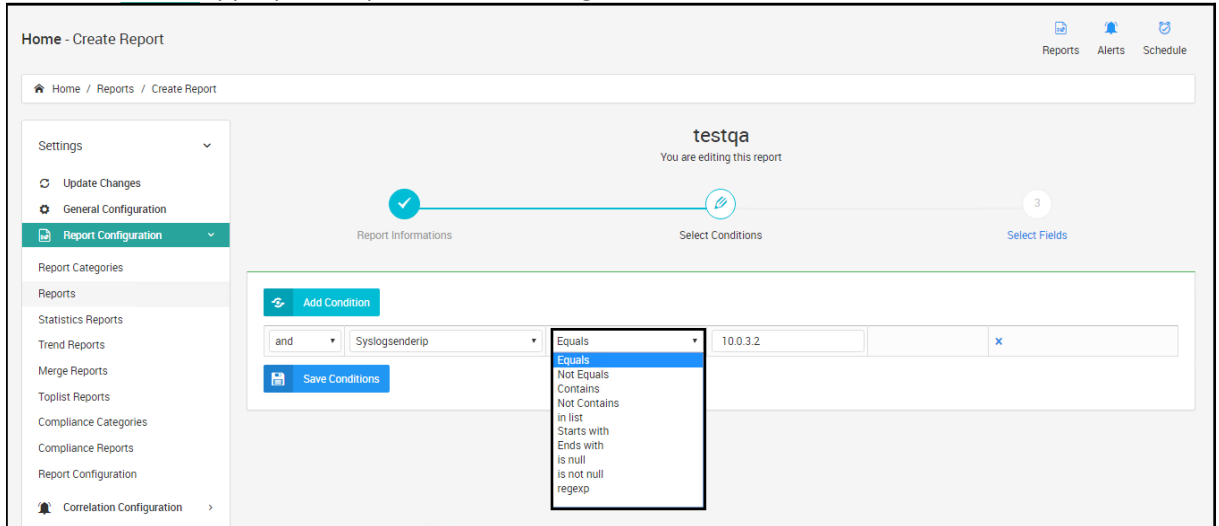 Home - Create Report
Reports Alerts Schedule
Home / Reports / Create Report
Settings
Update Changes
General Configuration
Report Configuration
Report Categories
Reports
Statistics Reports
Trend Reports
Merge Reports
Toplist Reports
Compliance Categories
Compliance Reports
Report Configuration
Correlation Configuration
testqa
You are editing this report
3
Report Informations Select Conditions Select Fields
Add Condition
and Syslogsenderip Equals 10.0.3.2 x
Equals
Not Equals
Contains
Not Contains
in list
Starts with
Ends with
is null
is not null
regexp
Save Conditions